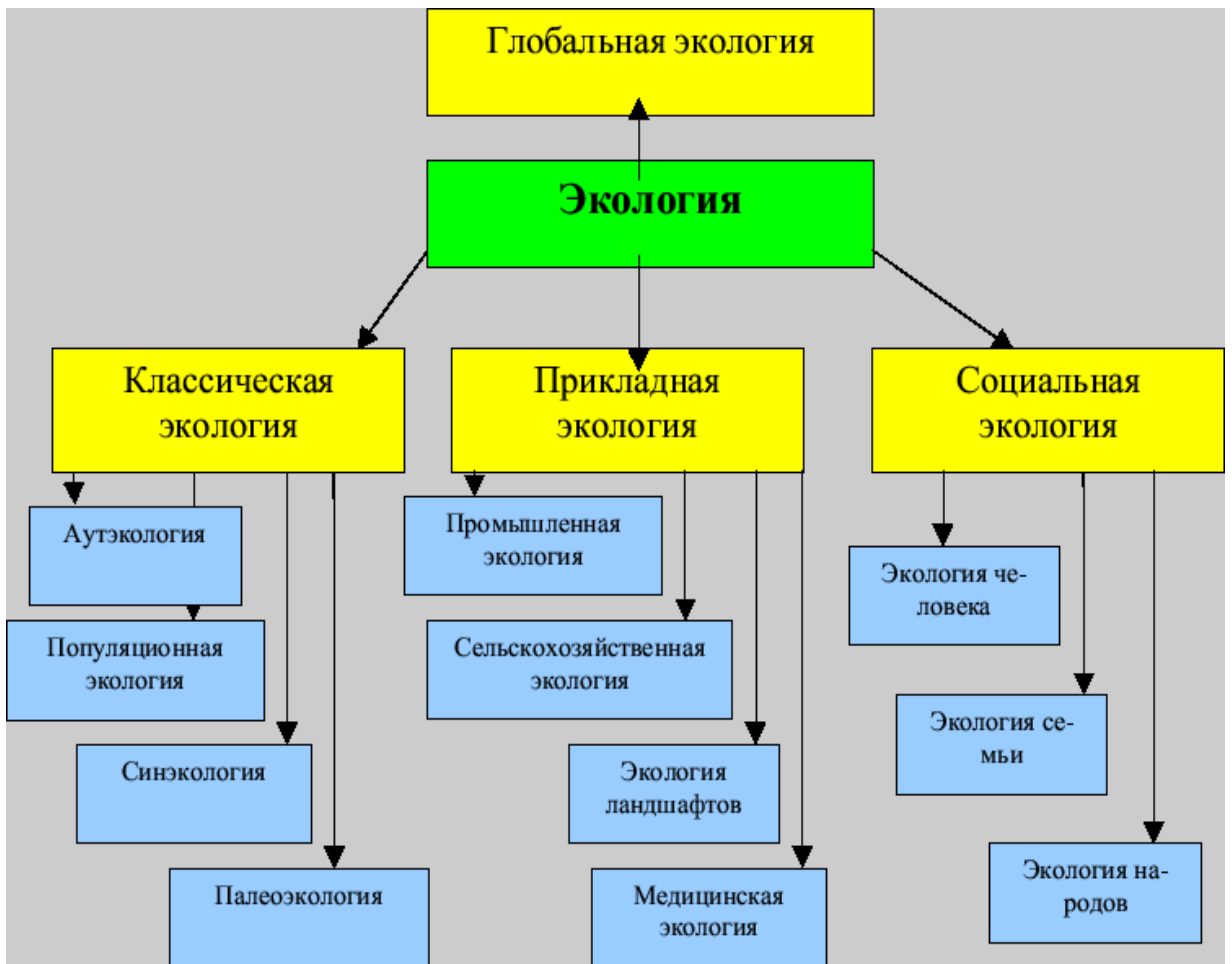 Глобальная экология
Экология
Классическая
экология
Прикладная
экология
Социальная
экология
Аутэкология
Популяционная
экология
Синэкология
Палеоэкология
Промышленная
экология
Сельскохозяйственная
экология
Экология
ландшафтов
Медицинская
экология
Экология че-
ловека
Экология се-
мьи
Экология на-
родов